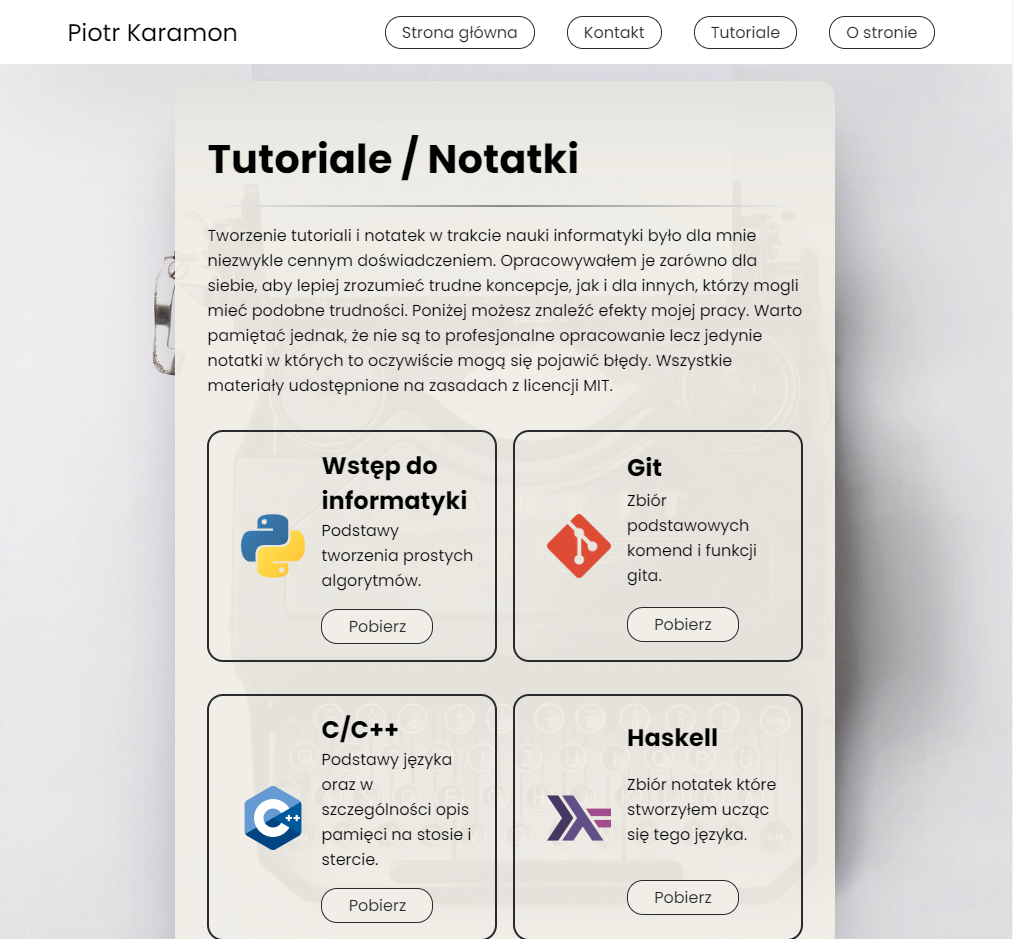 Piotr Karamon
Strona główna
Kontakt
Tutoriale
O stronie
Tutoriale / Notatki
Tworzenie tutoriali i notatek w trakcie nauki informatyki było dla mnie
niezwykle cennym doświadczeniem. Opracowywałem je zarówno dla
siebie, aby lepiej zrozumieć trudne koncepcje, jak i dla innych, którzy mogli
mieć podobne trudności. Poniżej możesz znaleźć efekty mojej pracy. Warto
pamiętać jednak, że nie są to profesjonalne opracowanie lecz jedynie
notatki w których to oczywiście mogą się pojawić błędy. Wszystkie
materiały udostępnione na zasadach z licencji MIT.
Wstęp do
informatyki
Podstawy
tworzenia prostych
algorytmów.
Pobierz
Git
Zbiór
podstawowych
komend i funkcji
gita.
Pobierz
C/C++
Podstawy języka
oraz w
szczególności opis
pamięci na stosie i
stercie.
Pobierz
Haskell
Zbiór notatek które
stworzyłem ucząc
się tego języka.
Pobierz